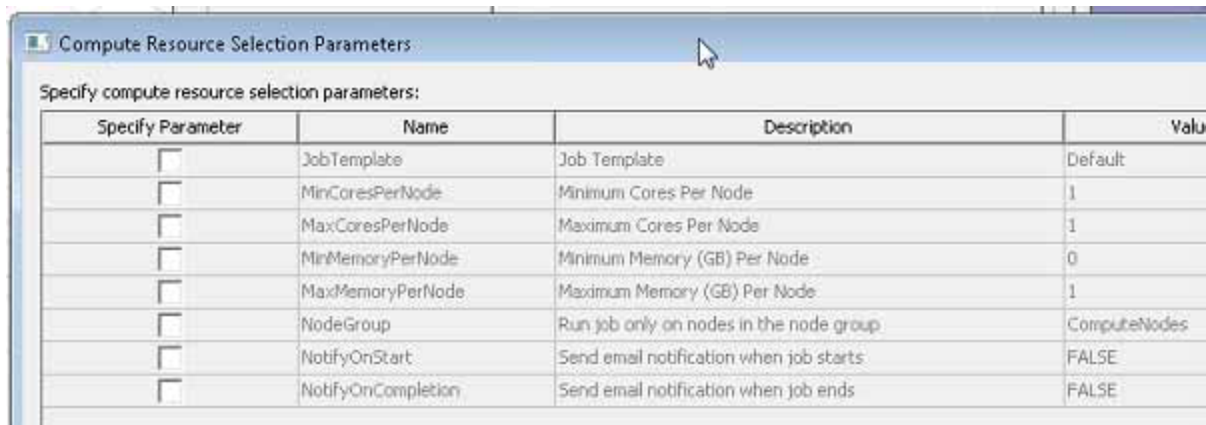 Compute Resource Selection Parameters
Specify compute resource selection parameters:
Specify Parameter Name Description Valu
JobTemplate Job Template Default
MinCoresPerNode Minimum Cores Per Node 1
MaxCoresPerNode Maximum Cores Per Node 1
MinMemoryPerNode Minimum Memory (GB) Per Node 0
MaxMemoryPerNode Maximum Memory (GB) Per Node 1
NodeGroup Run job only on nodes in the node group ComputeNodes
NotifyOnStart Send email notification when job starts FALSE
NotifyOnCompletion Send email notification when job ends FALSE